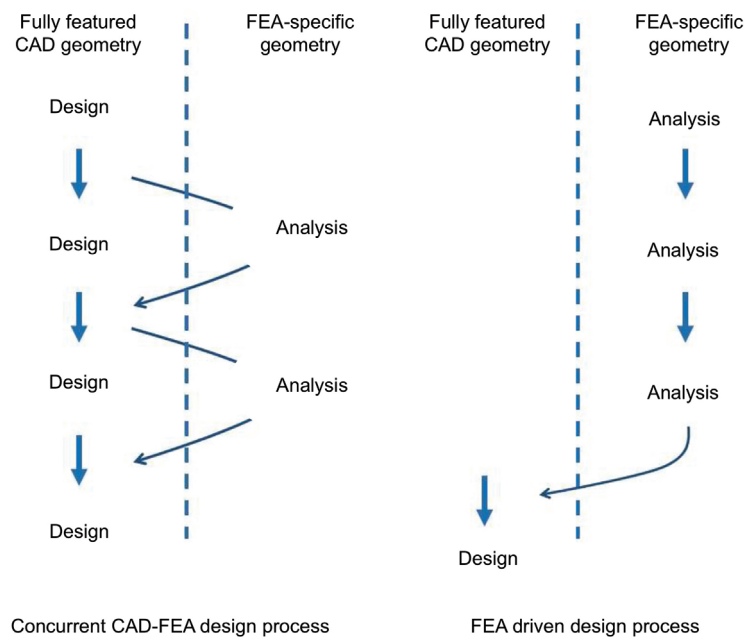 Fully featured
CAD geometry
FEA-specific
geometry
Design
Design
Analysis
Design
Analysis
Design
Concurrent CAD-FEA design process
Fully featured
CAD geometry
FEA-specific
geometry
Analysis
Analysis
Analysis
Design
FEA driven design process